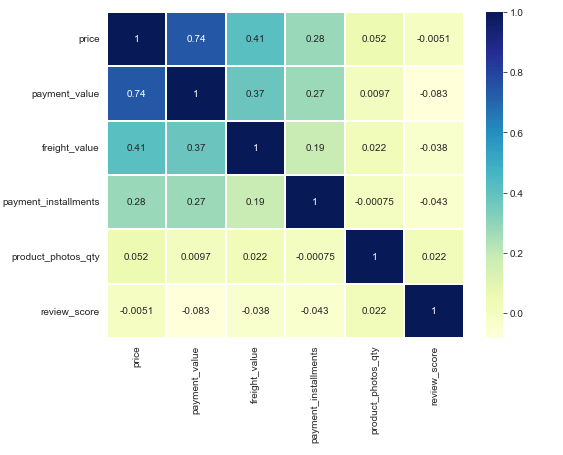 price 1 0.74 0.41 0.28 0.052 -0.0051
payment_value 0.74 1 0.37 0.27 0.0097 -0.083
freight_value 0.41 0.37 1 0.19 0.022 -0.038
payment_installments 0.28 0.27 0.19 1 -0.00075 -0.043
product_photos_qty 0.052 0.0097 0.022 -0.00075 1 0.022
review_score -0.0051 -0.083 -0.038 -0.043 0.022 1
price
payment_value
freight_value
payment_installments
product_photos_qty
review_score
1.0
0.8
0.6
0.4
0.2
0.0